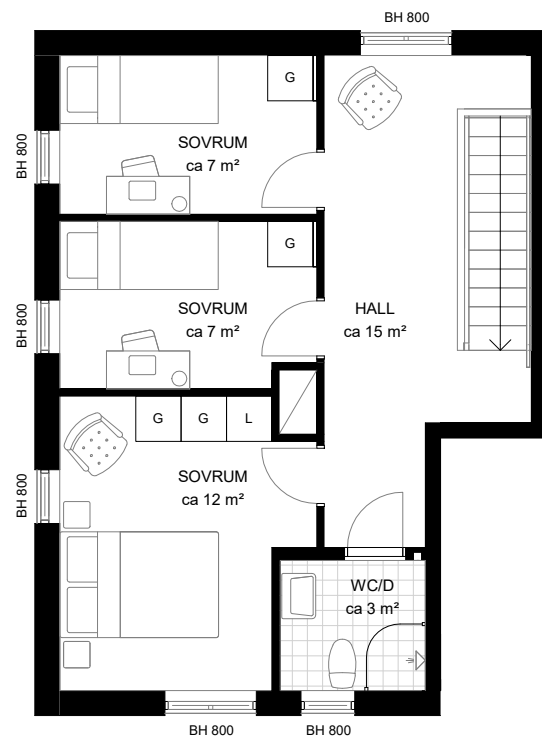 BH 800
G
SOVRUM
ca 7 m²
BH 800
G
SOVRUM
ca 7 m²
BH 800
HALL
ca 15 m²
G
G
L
SOVRUM
ca 12 m²
BH 800
WC/D
ca 3 m²
BH 800
BH 800